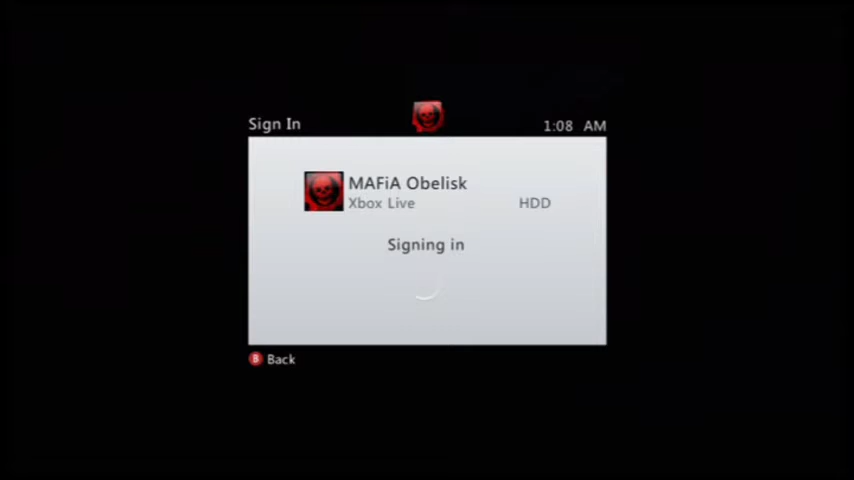 Sign In
1:08 AM
MAFiA Obelisk
Xbox Live HDD
Signing in
B Back